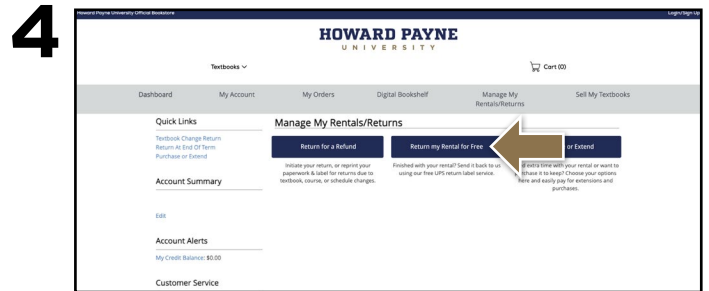 4
Howard Payne University Official Bookstore
Login/Sign Up
HOWARD PAYNE
UNIVERSITY
Textbooks
Cart (0)
Dashboard
My Account
My Orders
Digital Bookshelf
Manage My
Rentals/Returns
Sell My Textbooks
Quick Links
Textbook Change Return
Return At End Of Term
Purchase or Extend
Account Summary
Edit
Account Alerts
My Credit Balance: $0.00
Customer Service
Manage My Rentals/Returns
Return for a Refund
Initiate your return, or reprint your
paperwork & label for returns due to
textbook, course, or schedule changes.
Return my Rental for Free
Finished with your rental? Send it back to us
using our free UPS return label service.
or Extend
extra time with your rental or want to
purchase it to keep? Choose your options
here and easily pay for extensions and
purchases.